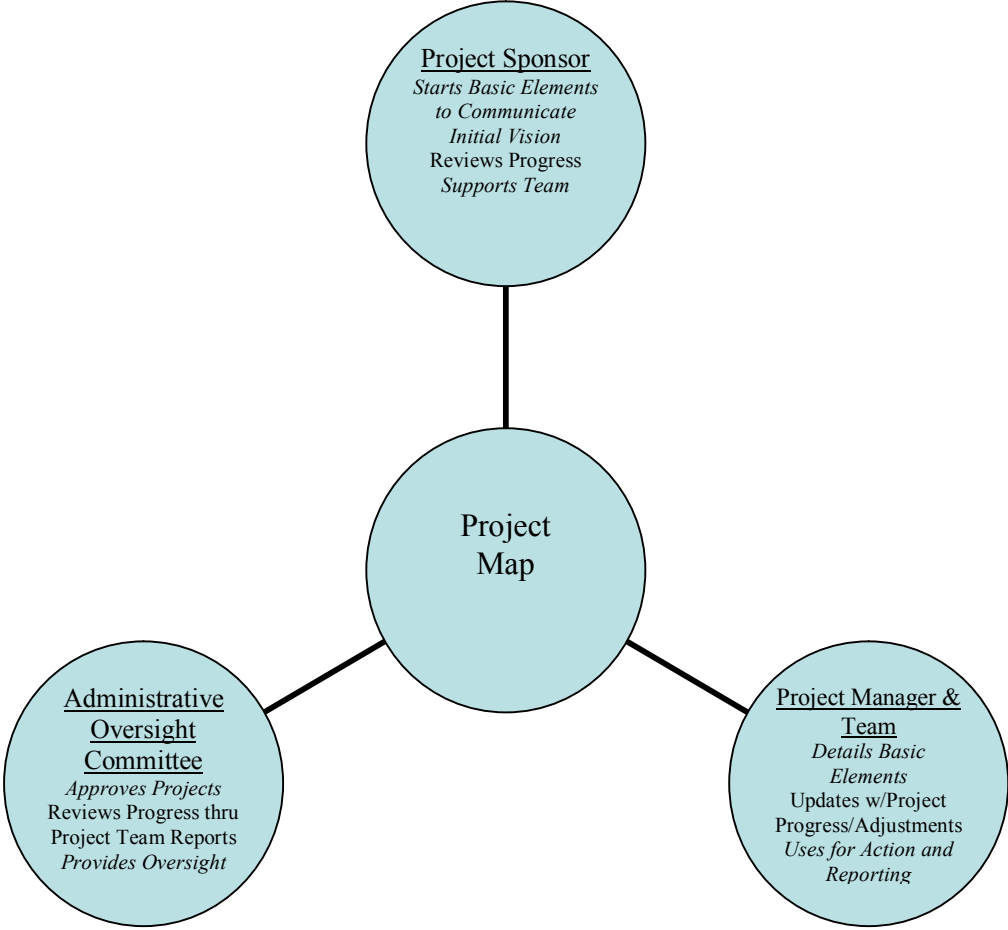 Project Sponsor
Starts Basic Elements
to Communicate
Initial Vision
Reviews Progress
Supports Team
Project
Map
Administrative
Oversight
Committee
Approves Projects
Reviews Progress thru
Project Team Reports
Provides Oversight
Project Manager &
Team
Details Basic
Elements
Updates w/Project
Progress/Adjustments
Uses for Action and
Reporting